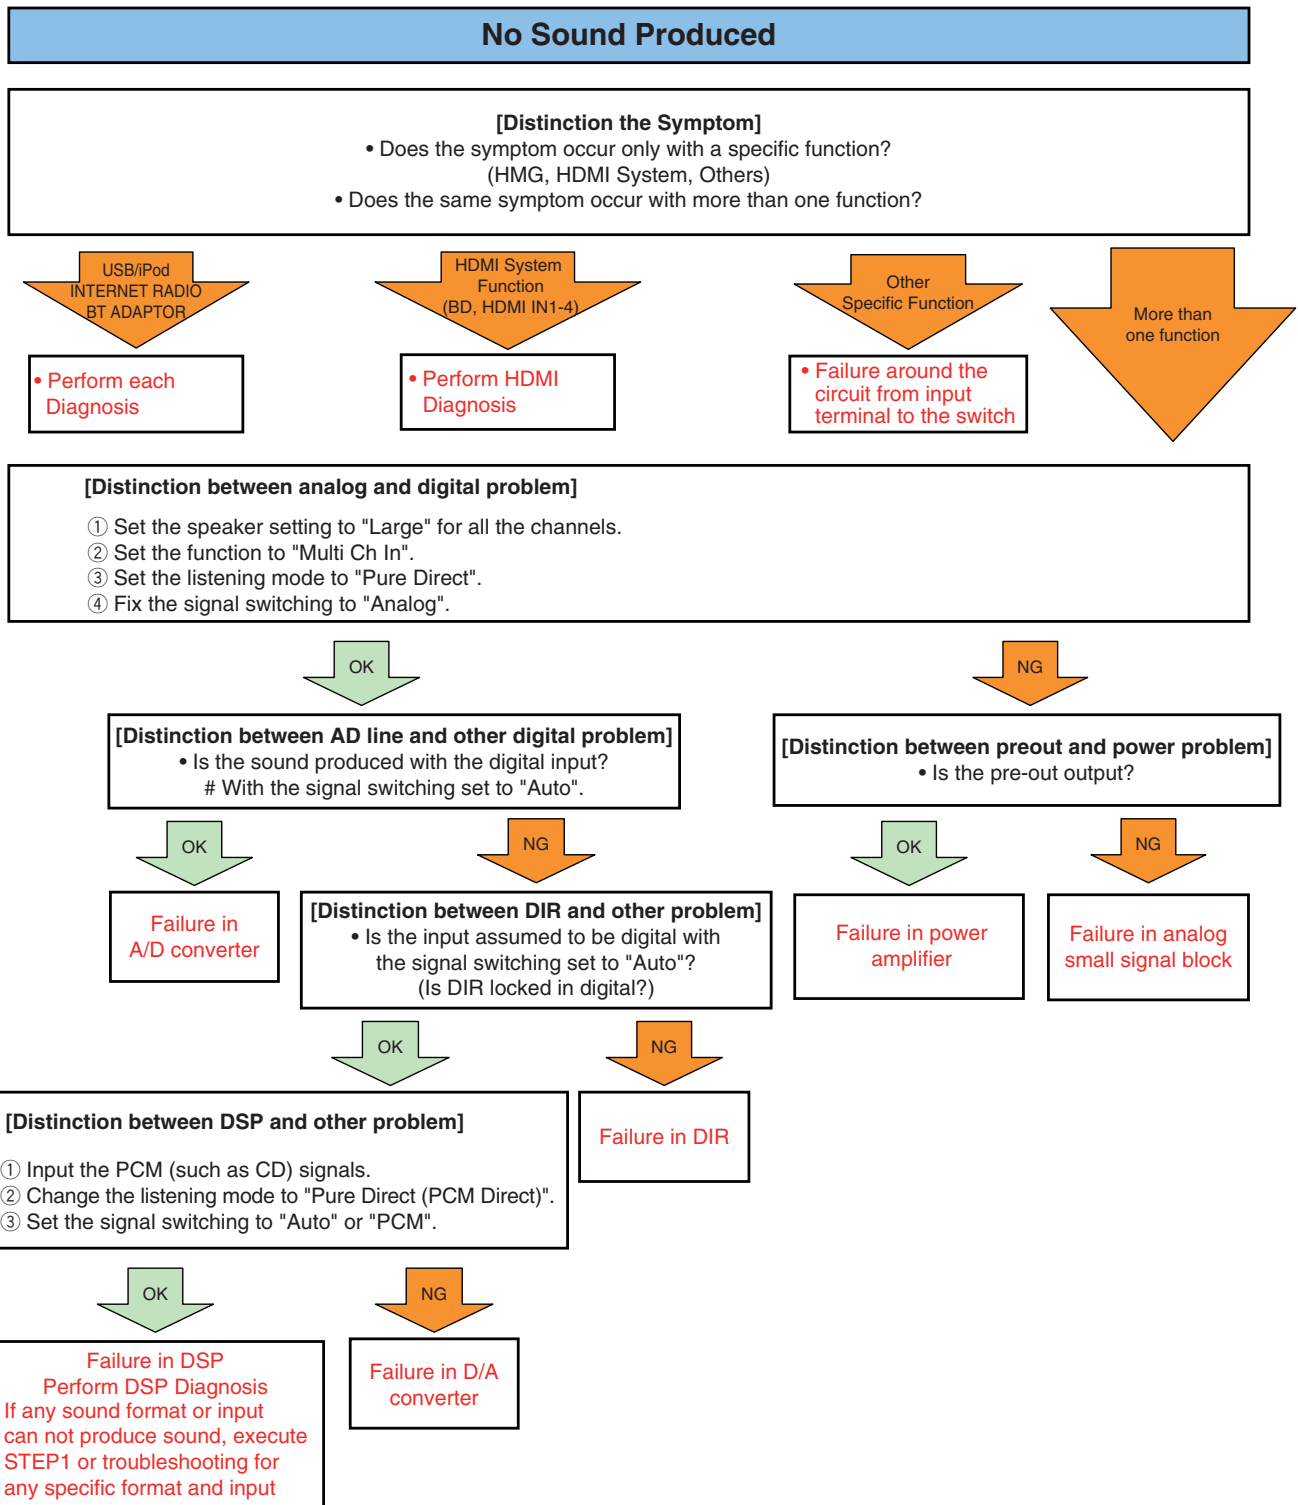 No Sound Produced
[Distinction the Symptom]
• Does the symptom occur only with a specific function?
(HMG, HDMI System, Others)
• Does the same symptom occur with more than one function?
USB/iPod
INTERNET RADIO
BT ADAPTOR
HDMI System
Function
(BD, HDMI IN1-4)
Other
Specific Function
More than
one function
• Perform each
Diagnosis
• Perform HDMI
Diagnosis
• Failure around the
circuit from input
terminal to the switch
[Distinction between analog and digital problem]
① Set the speaker setting to "Large" for all the channels.
② Set the function to "Multi Ch In".
③ Set the listening mode to "Pure Direct".
④ Fix the signal switching to "Analog".
OK
NG
[Distinction between AD line and other digital problem]
• Is the sound produced with the digital input?
# With the signal switching set to "Auto".
[Distinction between preout and power problem]
• Is the pre-out output?
OK
NG
OK
NG
Failure in
A/D converter
[Distinction between DIR and other problem]
• Is the input assumed to be digital with
the signal switching set to "Auto"?
(Is DIR locked in digital?)
Failure in power
amplifier
Failure in analog
small signal block
OK
NG
[Distinction between DSP and other problem]
① Input the PCM (such as CD) signals.
② Change the listening mode to "Pure Direct (PCM Direct)".
③ Set the signal switching to "Auto" or "PCM".
Failure in DIR
OK
NG
Failure in DSP
Perform DSP Diagnosis
If any sound format or input
can not produce sound, execute
STEP1 or troubleshooting for
any specific format and input
Failure in D/A
converter